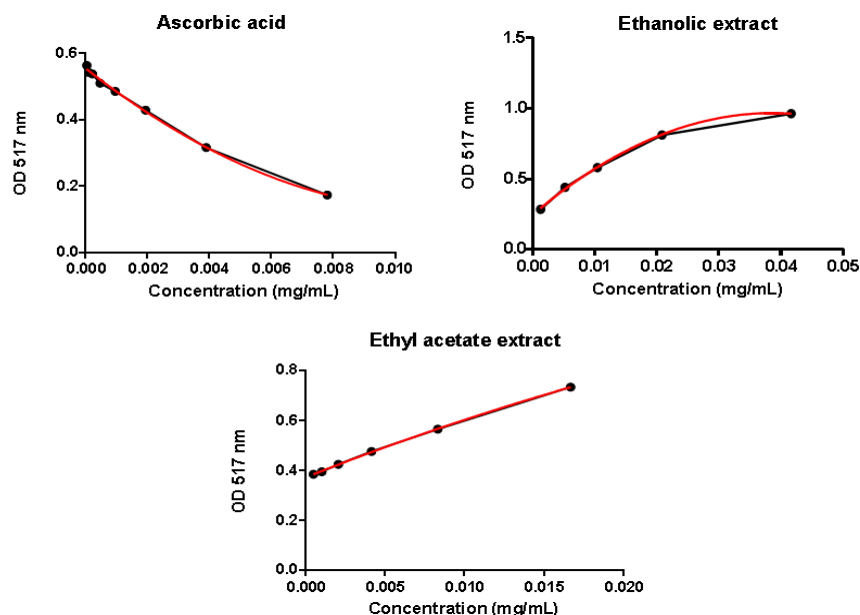 Ascorbic acid
0.6
0.4
0.2
0.0
OD 517 nm
0.000 0.002 0.004 0.006 0.008 0.010
Concentration (mg/mL)
Ethanolic extract
1.5
1.0
0.5
0.0
OD 517 nm
0.00 0.01 0.02 0.03 0.04 0.05
Concentration (mg/mL)
Ethyl acetate extract
0.8
0.6
0.4
0.2
0.0
OD 517 nm
0.000 0.005 0.010 0.015 0.020
Concentration (mg/mL)